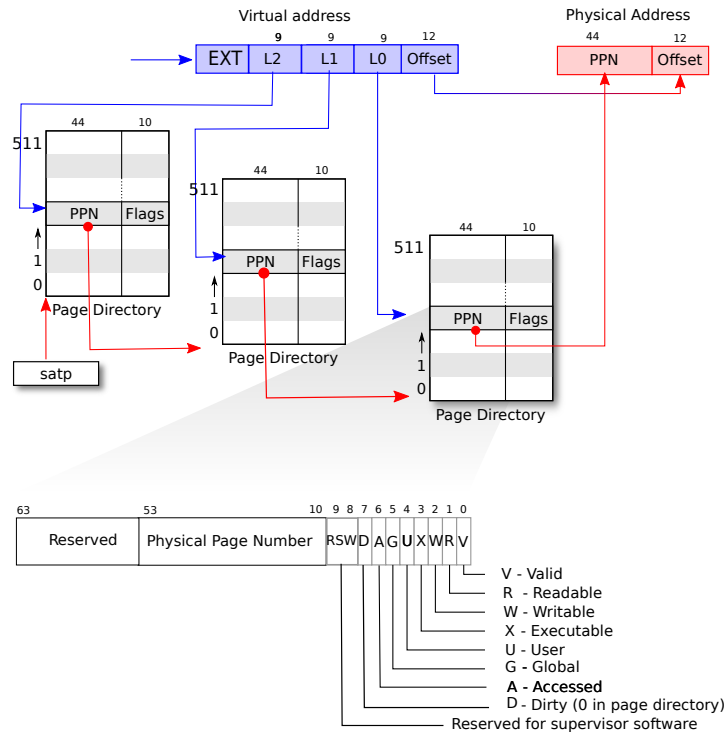 Virtual address
Physical Address
9 9 9 12
44 12
EXT L2 L1 L0 Offset
PPN Offset
44 10
511
PPN Flags
1
0
Page Directory
satp
44 10
511
PPN Flags
1
0
Page Directory
44 10
511
PPN Flags
1
0
Page Directory
63 53 10 9 8 7 6 5 4 3 2 1 0
Reserved Physical Page Number RSW D A G U X W R V
V - Valid
R - Readable
W - Writable
X - Executable
U - User
G - Global
A - Accessed
D - Dirty (0 in page directory)
Reserved for supervisor software